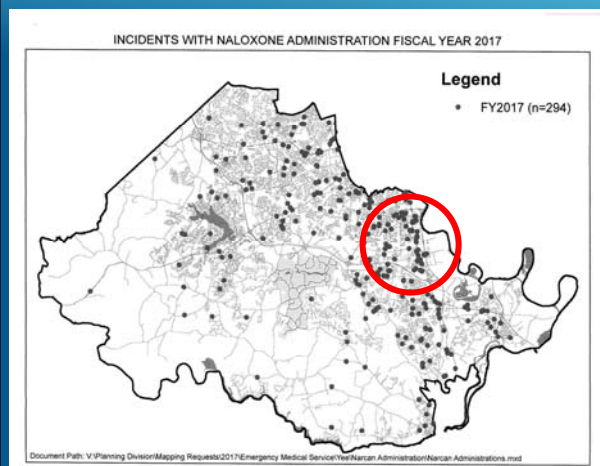 INCIDENTS WITH NALOXONE ADMINISTRATION FISCAL YEAR 2017
Legend
FY2017 (n=294)
Document Path: V:\Planning Division\Mapping Requests\2017\Emergency Medical Service\Yee\Narcan Administration\Narcan Administrations.mxd